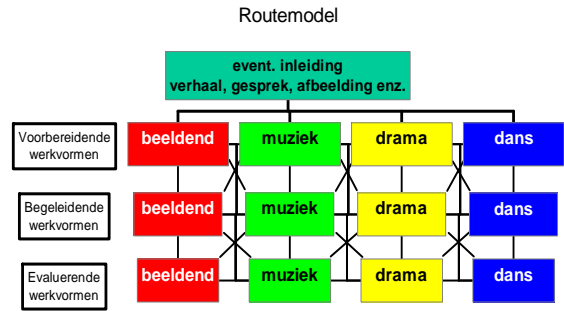 Routemodel
event. inleiding
verhaal, gesprek, afbeelding enz.
Voorbereidende
werkvormen
beeldend
muziek
drama
dans
Begeleidende
werkvormen
beeldend
muziek
drama
dans
Evaluerende
werkvormen
beeldend
muziek
drama
dans